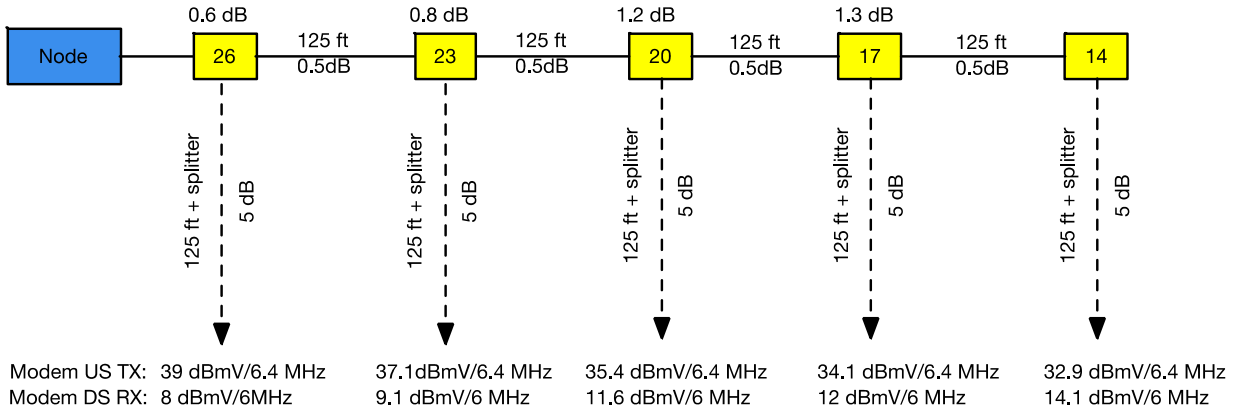 0.6 dB 0.8 dB 1.2 dB 1.3 dB
125 ft 125 ft 125 ft 125 ft
Node 26 23 20 17 14
0.5dB 0.5dB 0.5dB 0.5dB
125 ft + splitter 5 dB 125 ft + splitter 5 dB 125 ft + splitter 5 dB 125 ft + splitter 5 dB 125 ft + splitter 5 dB
Modem US TX: 39 dBmV/6.4 MHz 37.1dBmV/6.4 MHz 35.4 dBmV/6.4 MHz 34.1 dBmV/6.4 MHz 32.9 dBmV/6.4 MHz
Modem DS RX: 8 dBmV/6MHz 9.1 dBmV/6 MHz 11.6 dBmV/6 MHz 12 dBmV/6 MHz 14.1 dBmV/6 MHz